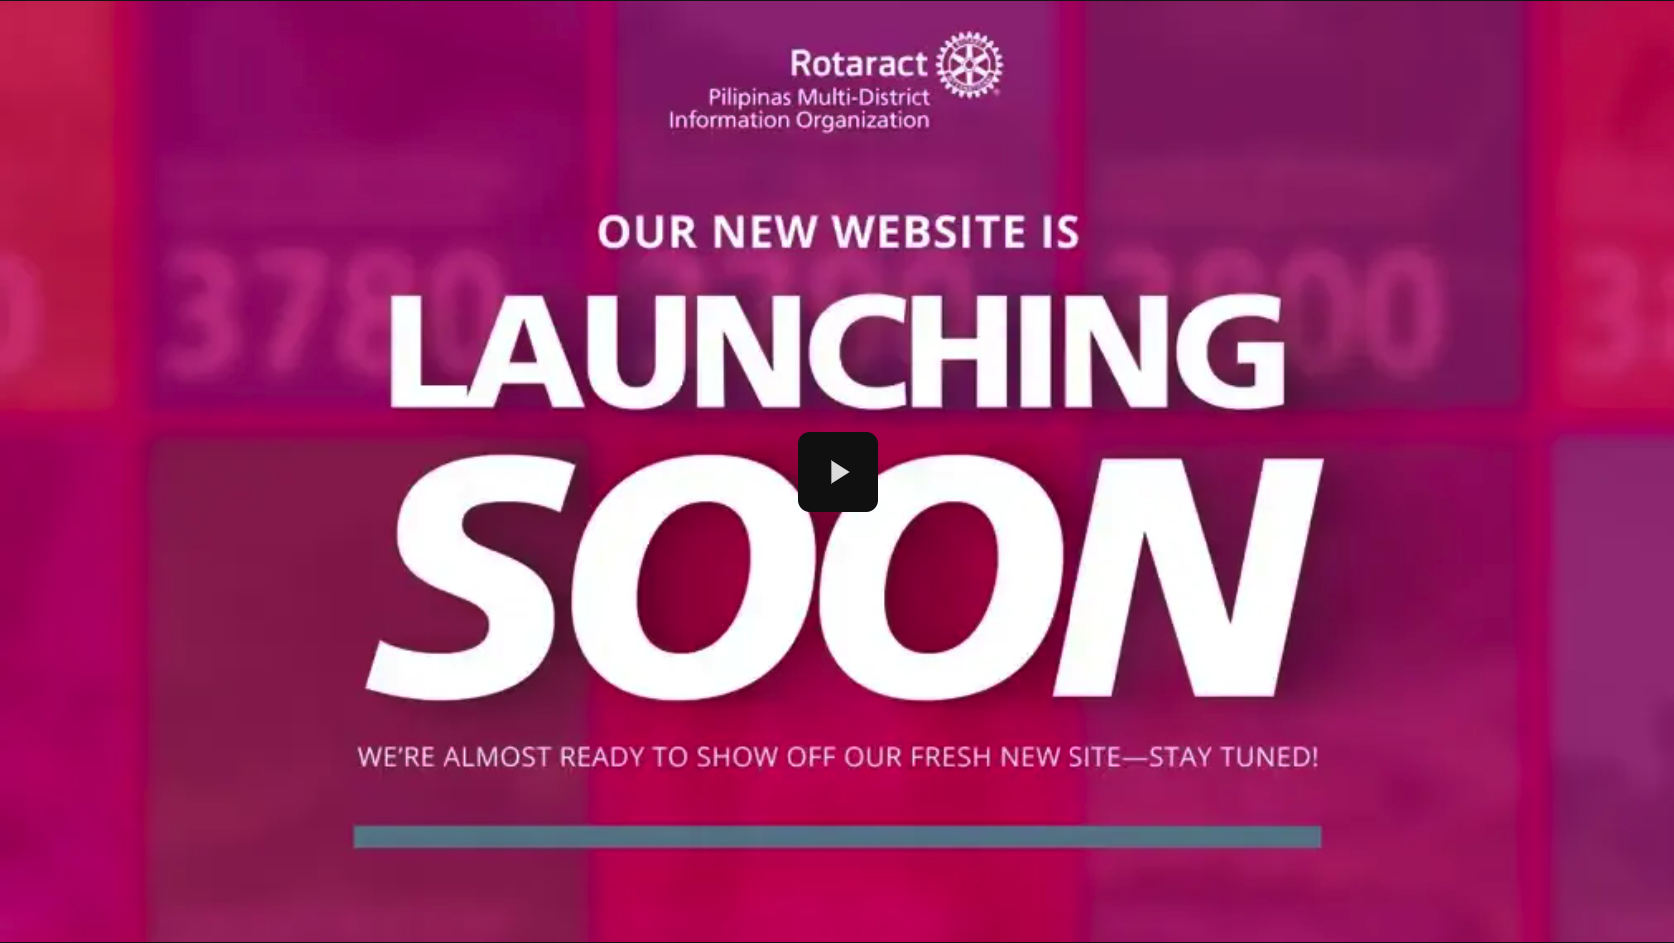 Rotaract
Pilipinas Multi-District
Information Organization
OUR NEW WEBSITE IS
3780
LAUNCHING
SOON
WE'RE ALMOST READY TO SHOW OFF OUR FRESH NEW SITE—STAY TUNED!